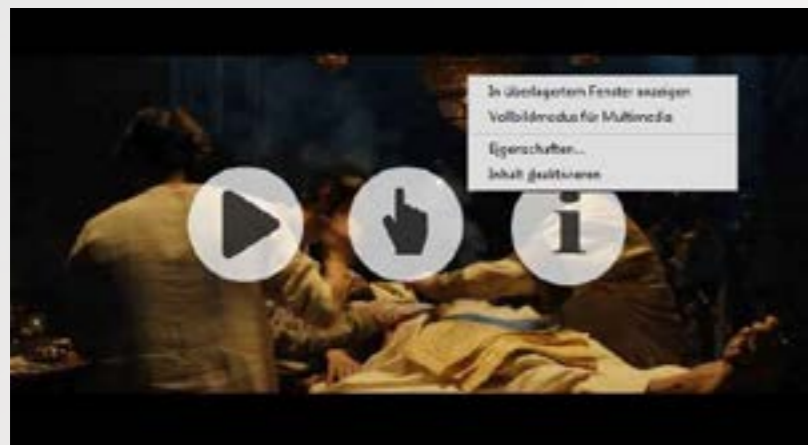 In überlagertem Fenster anzeigen
Vollbildmodus für Multimedia
Eigenschaften...
Inhalt deaktivieren